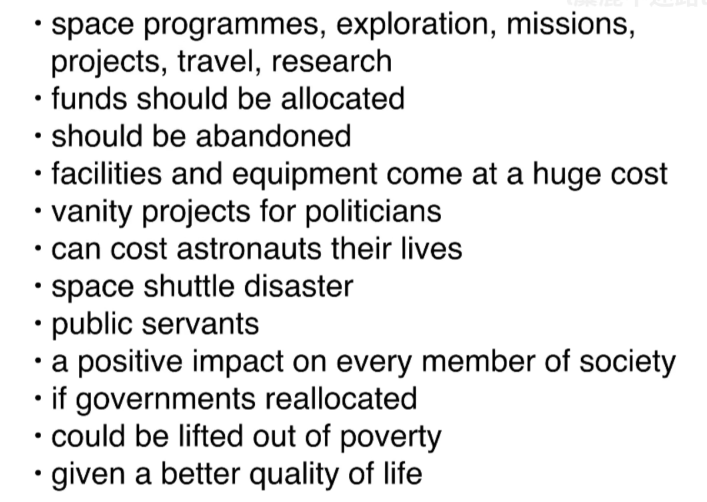 • space programmes, exploration, missions,
projects, travel, research
• funds should be allocated
• should be abandoned
• facilities and equipment come at a huge cost
• vanity projects for politicians
• can cost astronauts their lives
• space shuttle disaster
• public servants
• a positive impact on every member of society
• if governments reallocated
• could be lifted out of poverty
• given a better quality of life